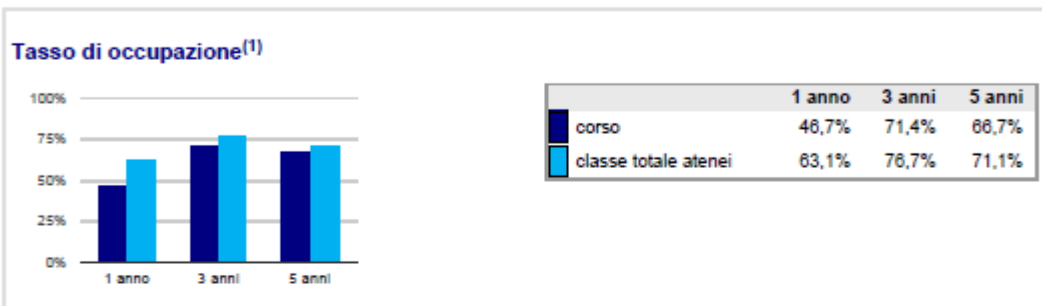 Tasso di occupazione(1)
100%
75%
50%
25%
0%
1 anno 3 anni 5 anni
1 anno 3 anni 5 anni
corso 46,7% 71,4% 66,7%
classe totale atenei 63,1% 76,7% 71,1%